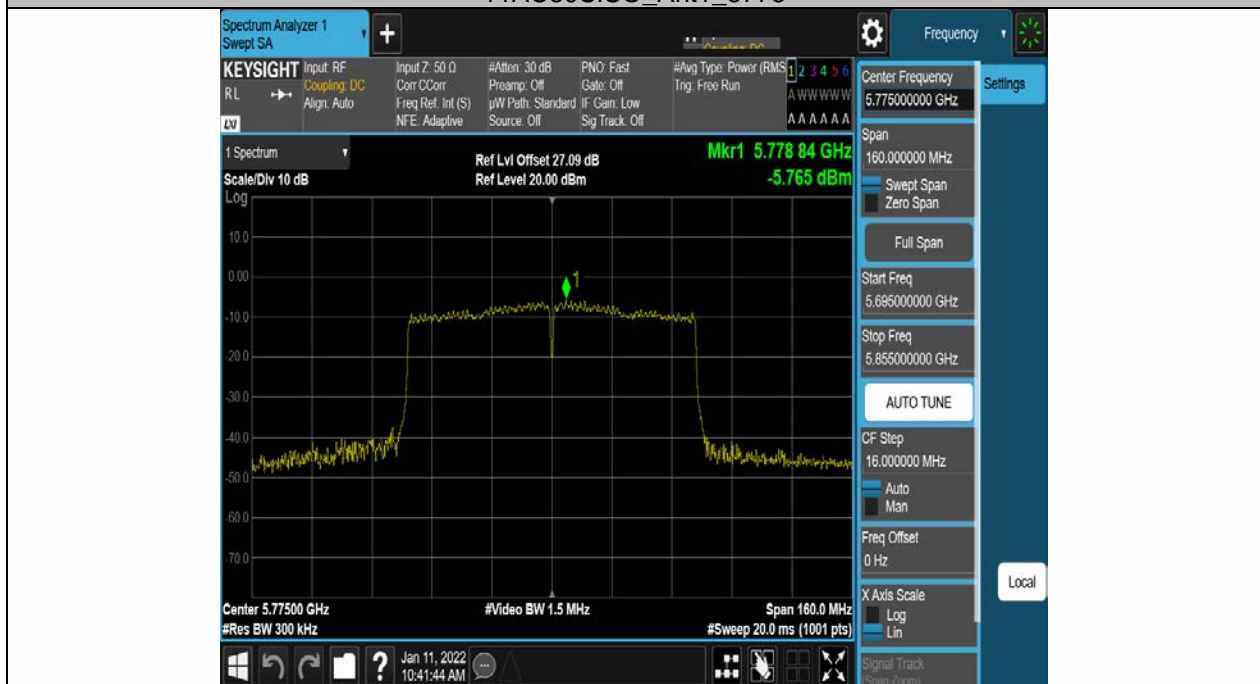 Spectrum Analyzer 1
Swept SA
+
Frequency
KEYSIGHT
RL
LXI
Input: RF
Coupling: DC
Align: Auto
Input Z: 50 Ω
Corr CCorr
Freq Ref: Int (S)
NFE: Adaptive
#Atten: 30 dB
Preamp: Off
µW Path: Standard
Source: Off
PNO: Fast
Gate: Off
IF Gain: Low
Sig Track: Off
#Avg Type: Power (RMS
Trig: Free Run
1 2 3 4 5 6
A W W W W W
A A A A A A
1 Spectrum
Scale/Div 10 dB
Ref Lvl Offset 27.09 dB
Ref Level 20.00 dBm
Mkr1 5.778 84 GHz
-5.765 dBm
Log
10.0
0.00
-10.0
-20.0
-30.0
-40.0
-50.0
-60.0
-70.0
1
Center 5.77500 GHz
#Res BW 300 kHz
#Video BW 1.5 MHz
Span 160.0 MHz
#Sweep 20.0 ms (1001 pts)
Center Frequency
5.775000000 GHz
Settings
Span
160.000000 MHz
Swept Span
Zero Span
Full Span
Start Freq
5.695000000 GHz
Stop Freq
5.855000000 GHz
AUTO TUNE
CF Step
16.000000 MHz
Auto
Man
Freq Offset
0 Hz
X Axis Scale
Log
Lin
Local
Signal Track
(Span Zoom)
?
Jan 11, 2022
10:41:44 AM